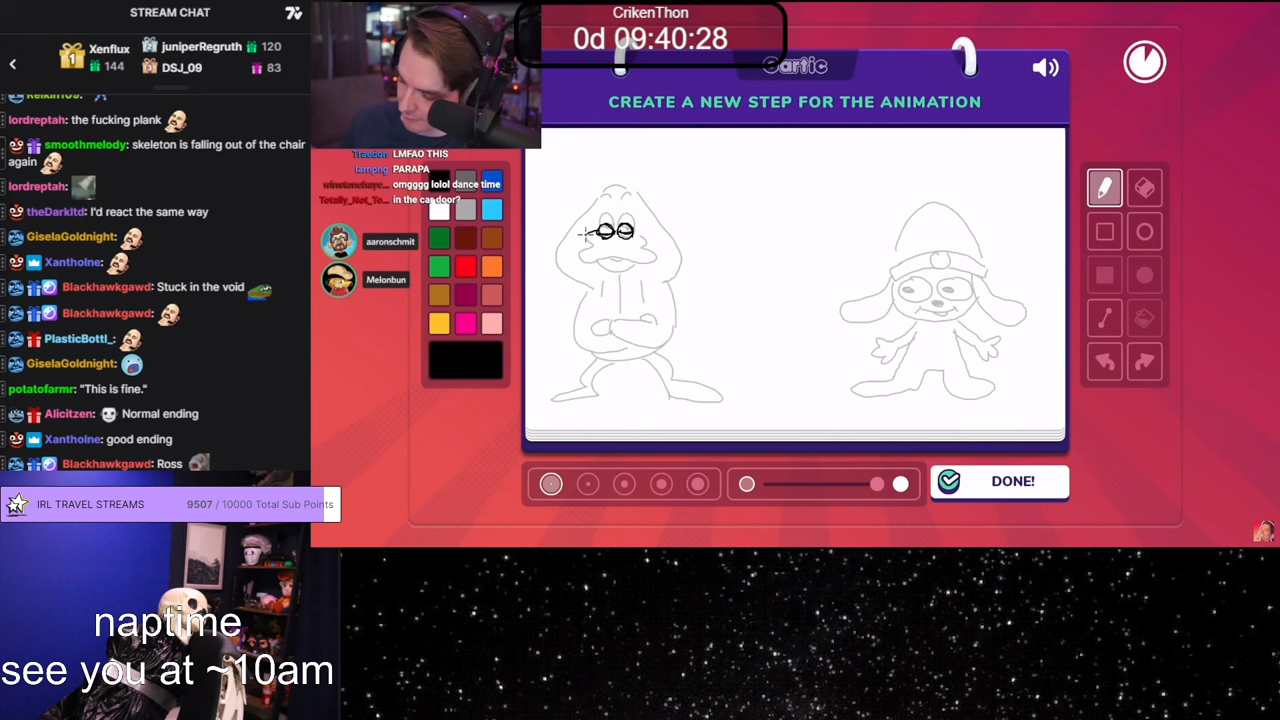 STREAM CHAT
Xenflux
144
juniperRegruth 120
DSJ_09 83
lordreptah: the fucking plank
smoothmelody: skeleton is falling out of the chair
again
lordreptah:
theDarkltd: I'd react the same way
GiselaGoldnight:
Xantholne:
Blackhawkgawd: Stuck in the void
Blackhawkgawd:
PlasticBottl_:
GiselaGoldnight:
potatofarmr: "This is fine."
Alicitzen: Normal ending
Xantholne: good ending
Blackhawkgawd: Ross
IRL TRAVEL STREAMS 9507 / 10000 Total Sub Points
naptime
see you at ~10am
CrikenThon
0d 09:40:28
Gartic
CREATE A NEW STEP FOR THE ANIMATION
LMFAO THIS
PARAPA
omgggg lolol dance time
Totally_Not_To... in the car door?
aaronschmit
Melonbun
DONE!